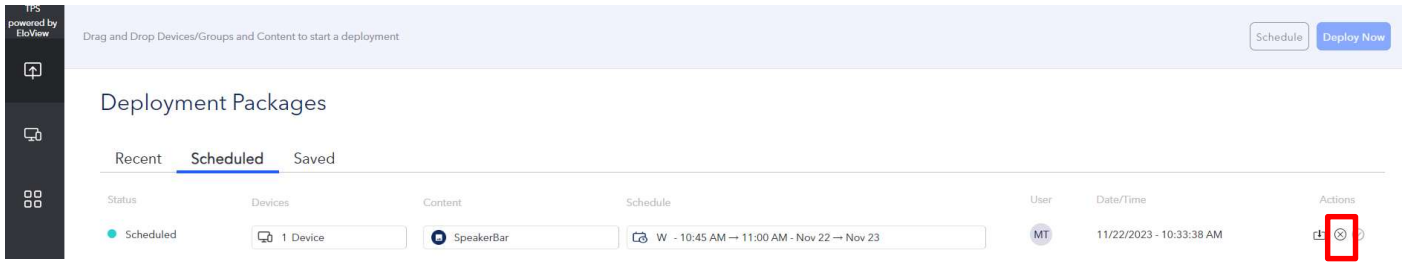 TPS
powered by
EloView
Drag and Drop Devices/Groups and Content to start a deployment
Schedule
Deploy Now
Deployment Packages
Recent Scheduled Saved
Status Devices Content Schedule User Date/Time Actions
Scheduled 1 Device SpeakerBar W - 10:45 AM → 11:00 AM - Nov 22 → Nov 23 MT 11/22/2023 - 10:33:38 AM